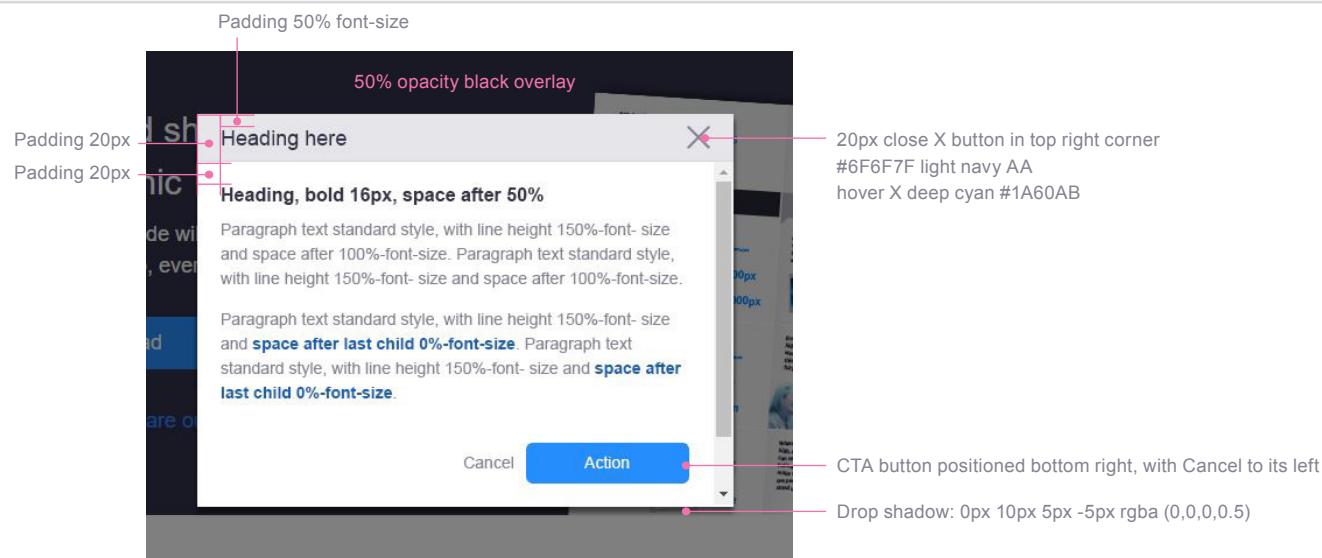 Padding 50% font-size
50% opacity black overlay
Padding 20px
Padding 20px
Heading here
20px close X button in top right corner
#6F6F7F light navy AA
hover X deep cyan #1A60AB
Heading, bold 16px, space after 50%
Paragraph text standard style, with line height 150%-font- size
and space after 100%-font-size. Paragraph text standard style,
with line height 150%-font- size and space after 100%-font-size.
Paragraph text standard style, with line height 150%-font- size
and space after last child 0%-font-size. Paragraph text
standard style, with line height 150%-font- size and space after
last child 0%-font-size.
Cancel
Action
CTA button positioned bottom right, with Cancel to its left
Drop shadow: 0px 10px 5px -5px rgba (0,0,0,0.5)